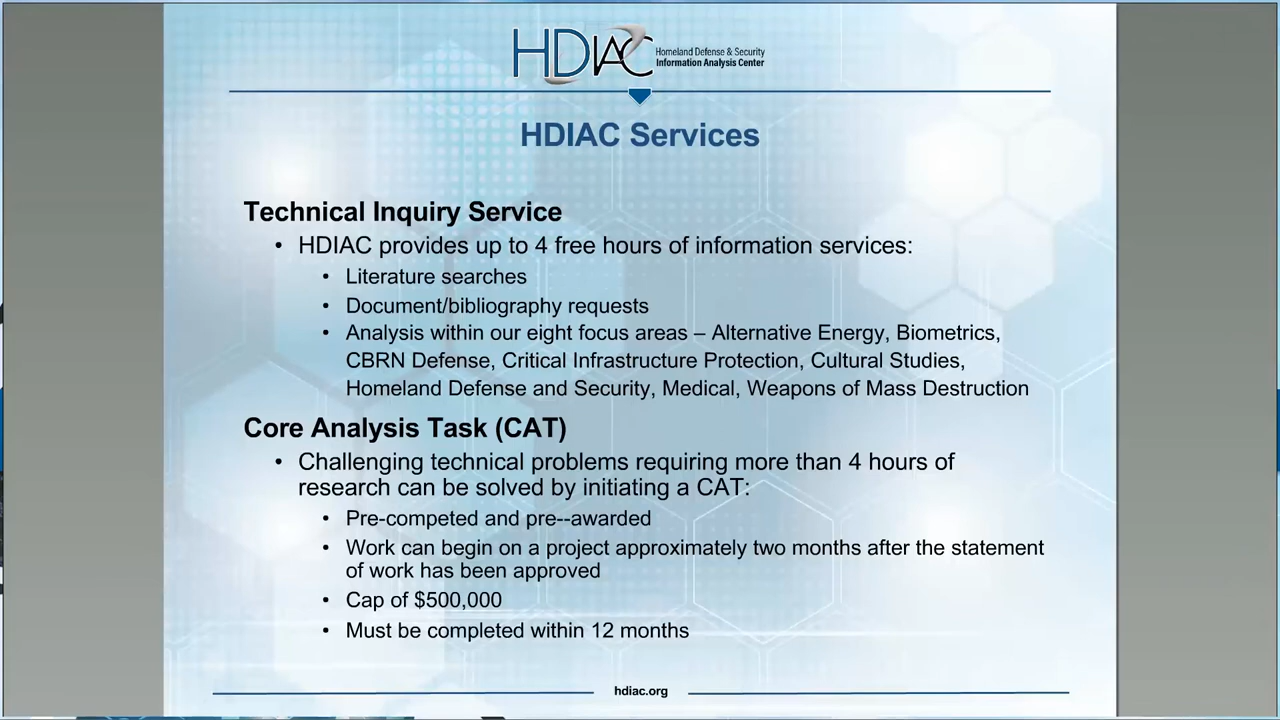 HDIAC Homeland Defense & Security
Information Analysis Center
HDIAC Services
Technical Inquiry Service
• HDIAC provides up to 4 free hours of information services:
• Literature searches
• Document/bibliography requests
• Analysis within our eight focus areas – Alternative Energy, Biometrics,
CBRN Defense, Critical Infrastructure Protection, Cultural Studies,
Homeland Defense and Security, Medical, Weapons of Mass Destruction
Core Analysis Task (CAT)
• Challenging technical problems requiring more than 4 hours of
research can be solved by initiating a CAT:
• Pre-competed and pre--awarded
• Work can begin on a project approximately two months after the statement
of work has been approved
• Cap of $500,000
• Must be completed within 12 months
hdiac.org